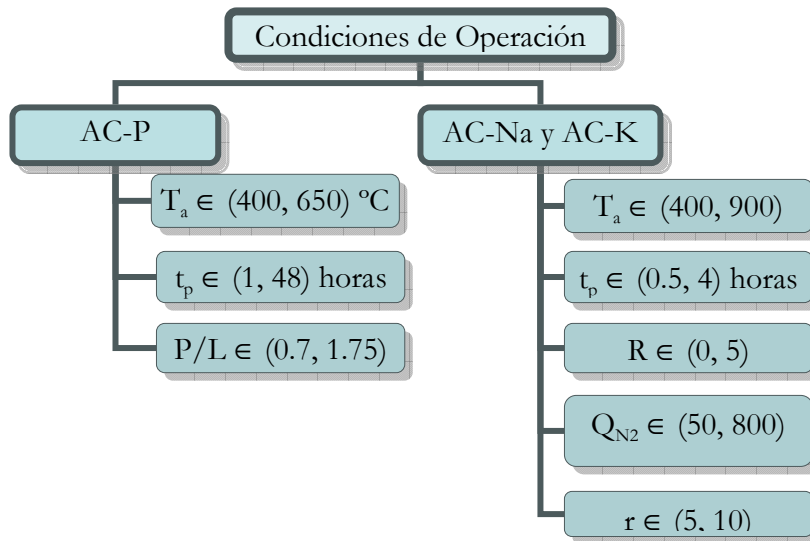 Condiciones de Operación
AC-P
Tₐ ∈ (400, 650) ºC
tₚ ∈ (1, 48) horas
P/L ∈ (0.7, 1.75)
AC-Na y AC-K
Tₐ ∈ (400, 900)
tₚ ∈ (0.5, 4) horas
R ∈ (0, 5)
Q_N2 ∈ (50, 800)
r ∈ (5, 10)